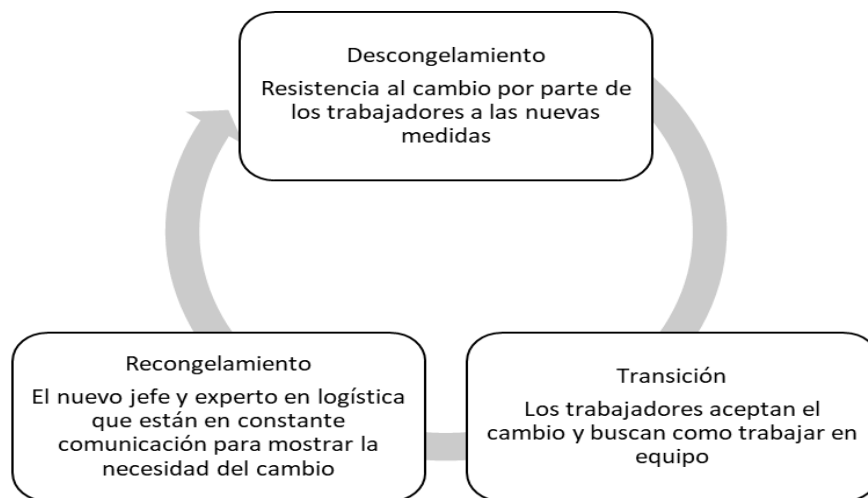 Descongelamiento
Resistencia al cambio por parte de
los trabajadores a las nuevas
medidas
Transición
Los trabajadores aceptan el
cambio y buscan como trabajar en
equipo
Recongelamiento
El nuevo jefe y experto en logística
que están en constante
comunicación para mostrar la
necesidad del cambio